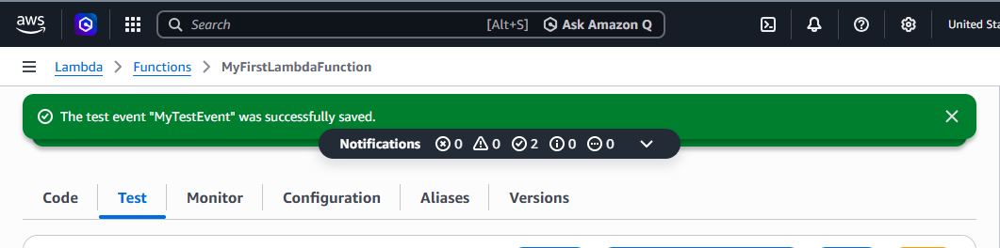 aws
Search [Alt+S] Ask Amazon Q
United Sta
Lambda > Functions > MyFirstLambdaFunction
The test event "MyTestEvent" was successfully saved.
Notifications 0 0 2 0 0
Code Test Monitor Configuration Aliases Versions